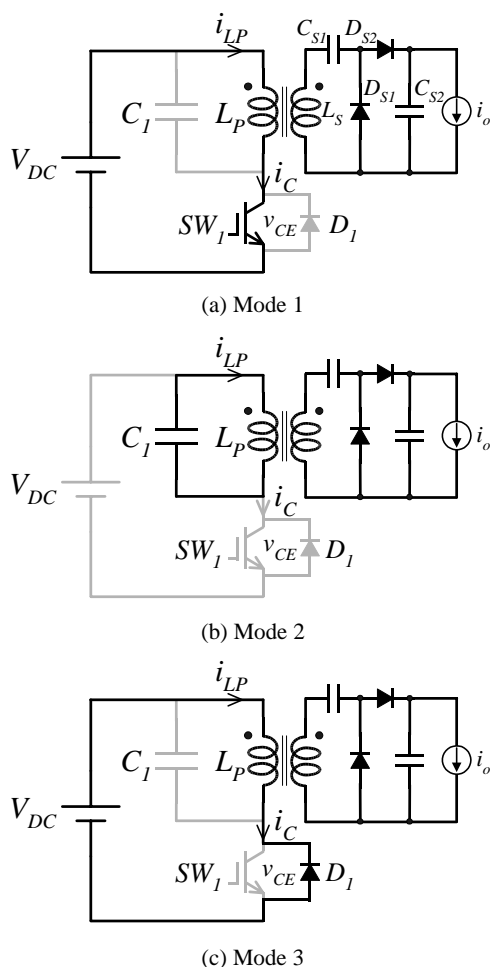 i_LP
C_S1 D_S2
C_1 L_P L_S D_S1 C_S2 i_o
V_DC
i_C
SW_1 v_CE D_1
(a) Mode 1
i_LP
C_1 L_P i_o
V_DC
i_C
SW_1 v_CE D_1
(b) Mode 2
i_LP
C_1 L_P i_o
V_DC
i_C
SW_1 v_CE D_1
(c) Mode 3